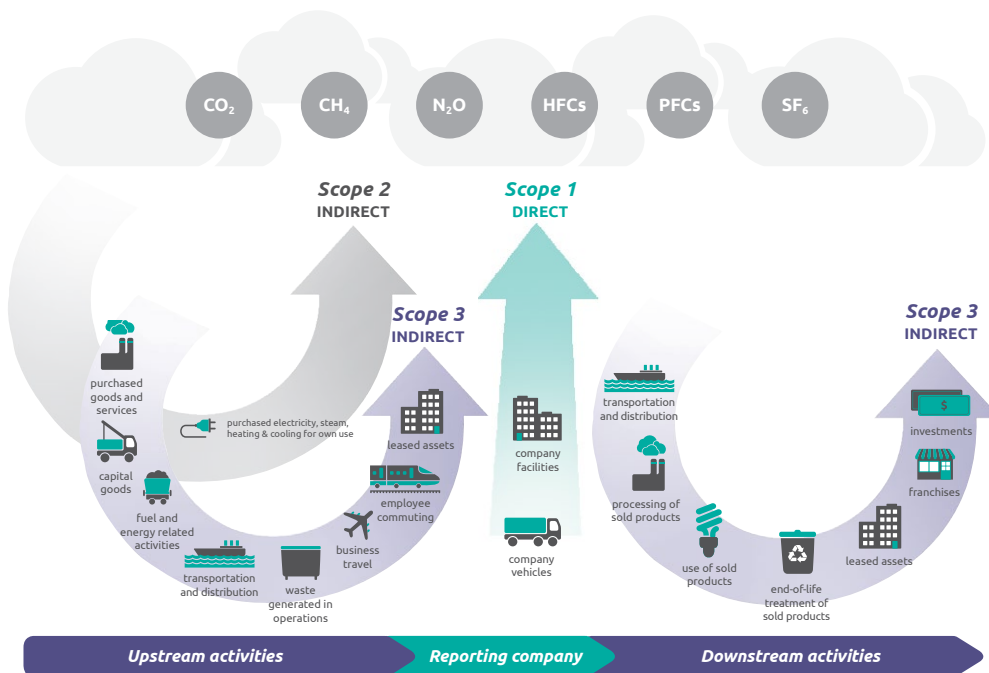 CO₂
CH₄
N₂O
HFCs
PFCs
SF₆
Scope 2
INDIRECT
Scope 1
DIRECT
Scope 3
INDIRECT
Scope 3
INDIRECT
purchased
goods and
services
capital
goods
fuel and
energy related
activities
transportation
and distribution
waste
generated in
operations
business
travel
employee
commuting
leased assets
purchased electricity, steam,
heating & cooling for own use
company
facilities
company
vehicles
transportation
and distribution
processing of
sold products
use of sold
products
end-of-life
treatment of
sold products
leased assets
franchises
$
investments
Upstream activities
Reporting company
Downstream activities